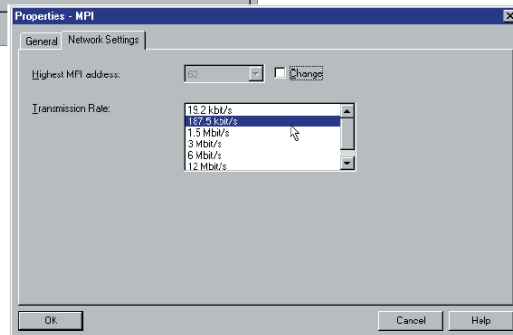 Properties - MPI
General Network Settings
Highest MPI address: 63 Change
Transmission Rate: 19.2 kbit/s
187.5 kbit/s
1.5 Mbit/s
3 Mbit/s
6 Mbit/s
12 Mbit/s
OK Cancel Help